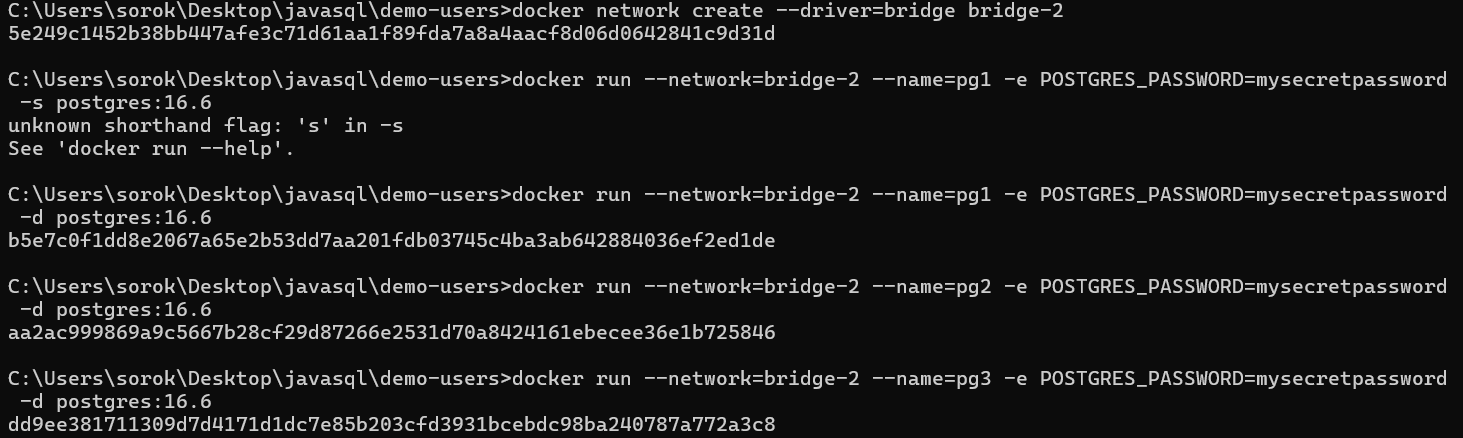 C:\Users\sorok\Desktop\javasql\demo-users>docker network create --driver=bridge bridge-2
5e249c1452b38bb447afe3c71d61aa1f89fda7a8a4aacf8d06d0642841c9d31d
C:\Users\sorok\Desktop\javasql\demo-users>docker run --network=bridge-2 --name=pg1 -e POSTGRES_PASSWORD=mysecretpassword
-s postgres:16.6
unknown shorthand flag: 's' in -s
See 'docker run --help'.
C:\Users\sorok\Desktop\javasql\demo-users>docker run --network=bridge-2 --name=pg1 -e POSTGRES_PASSWORD=mysecretpassword
-d postgres:16.6
b5e7c0f1dd8e2067a65e2b53dd7aa201fdb03745c4ba3ab642884036ef2ed1de
C:\Users\sorok\Desktop\javasql\demo-users>docker run --network=bridge-2 --name=pg2 -e POSTGRES_PASSWORD=mysecretpassword
-d postgres:16.6
aa2ac999869a9c5667b28cf29d87266e2531d70a8424161ebecee36e1b725846
C:\Users\sorok\Desktop\javasql\demo-users>docker run --network=bridge-2 --name=pg3 -e POSTGRES_PASSWORD=mysecretpassword
-d postgres:16.6
dd9ee381711309d7d4171d1dc7e85b203cfd3931bcebdc98ba240787a772a3c8